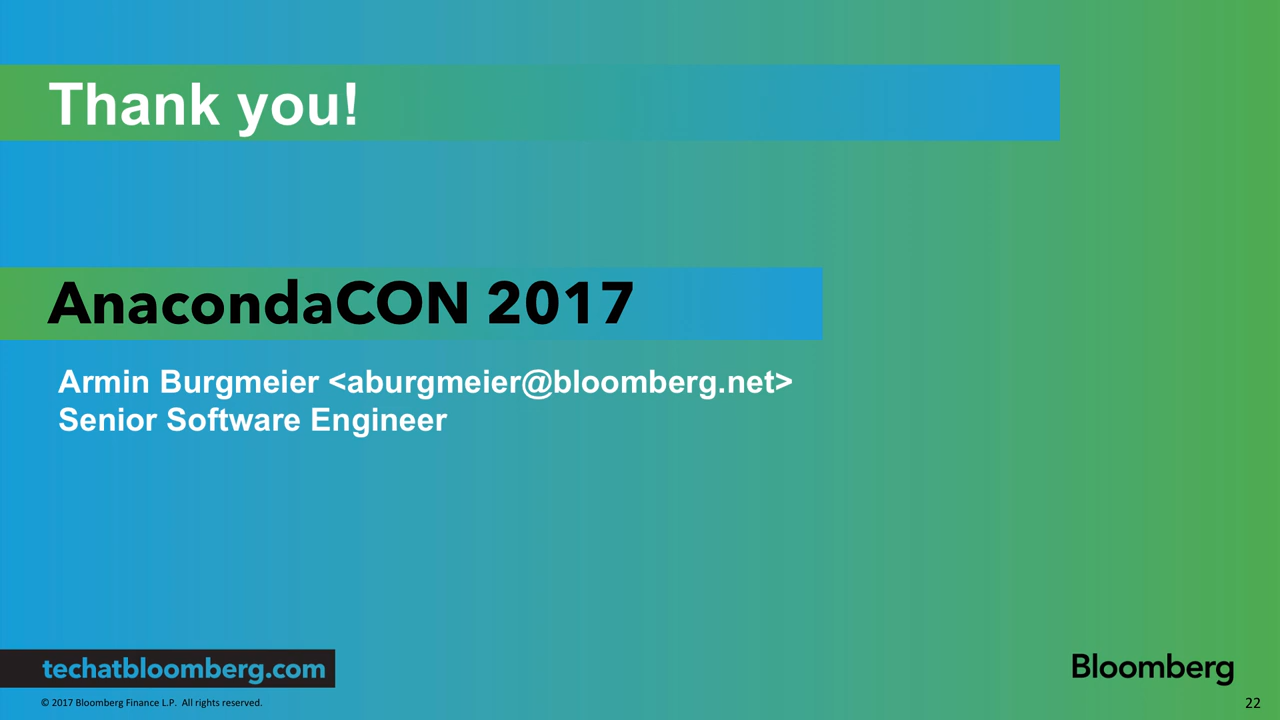 Thank you!
AnacondaCON 2017
Armin Burgmeier <aburgmeier@bloomberg.net>
Senior Software Engineer
techatbloomberg.com
Bloomberg
© 2017 Bloomberg Finance L.P. All rights reserved.
22